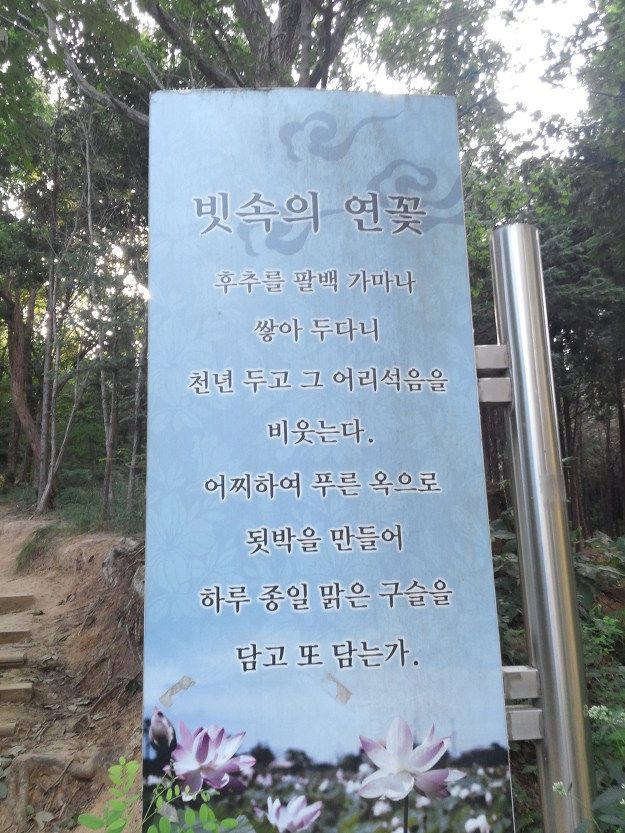 빗속의 연꽃
후추를 팔백 가마나
쌓아 두다니
천년 두고 그 어리석음을
비웃는다.
어찌하여 푸른 옥으로
됫박을 만들어
하루 종일 맑은 구슬을
담고 또 담는가.